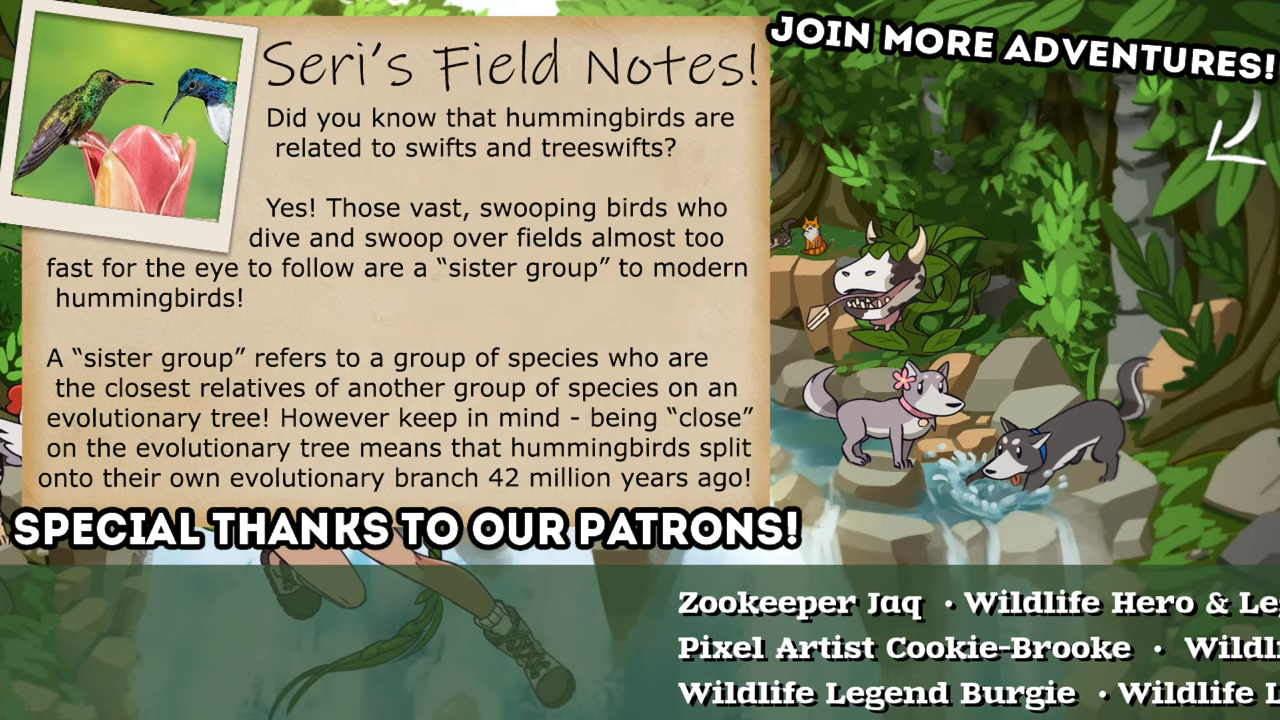 JOIN MORE ADVENTURES!
Seri's Field Notes!
Did you know that hummingbirds are
related to swifts and treeswifts?
Yes! Those vast, swooping birds who
dive and swoop over fields almost too
fast for the eye to follow are a “sister group” to modern
hummingbirds!
A “sister group” refers to a group of species who are
the closest relatives of another group of species on an
evolutionary tree! However keep in mind - being “close”
on the evolutionary tree means that hummingbirds split
onto their own evolutionary branch 42 million years ago!
SPECIAL THANKS TO OUR PATRONS!
Zookeeper Jaq • Wildlife Hero &
Pixel Artist Cookie-Brooke •
Wildlife Legend Burgie • Wildlife